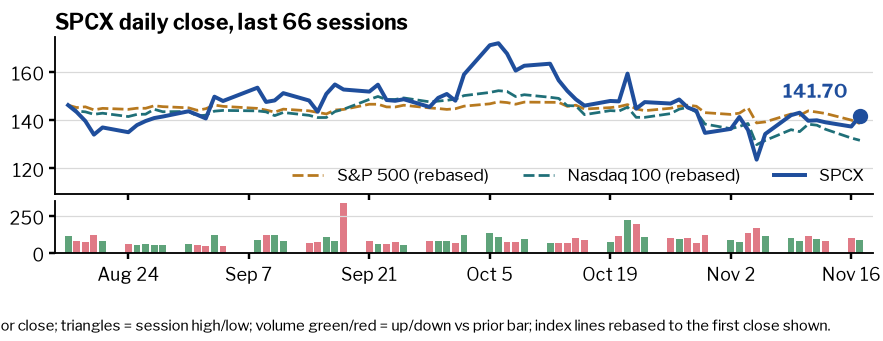 SPCX daily close, last 66 sessions
160
140
120
141.70
S&P 500 (rebased) Nasdaq 100 (rebased) SPCX
250
0
Aug 24 Sep 7 Sep 21 Oct 5 Oct 19 Nov 2 Nov 16
or close; triangles = session high/low; volume green/red = up/down vs prior bar; index lines rebased to the first close shown.